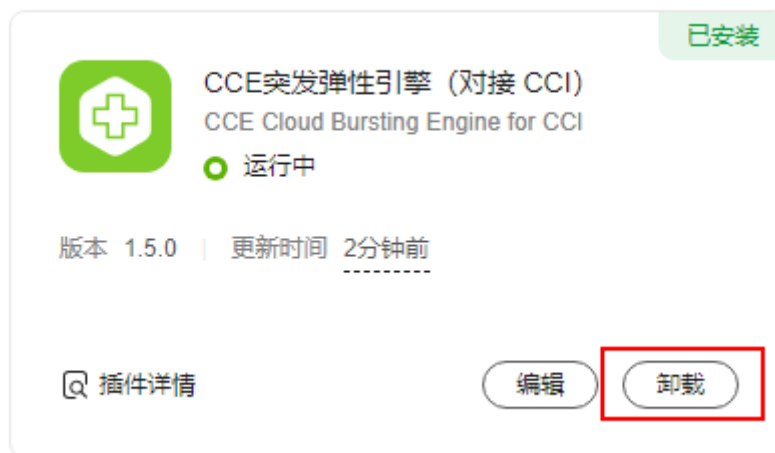 已安装
CCE突发弹性引擎（对接 CCI）
CCE Cloud Bursting Engine for CCI
运行中
版本 1.5.0 更新时间 2分钟前
插件详情 编辑 卸载